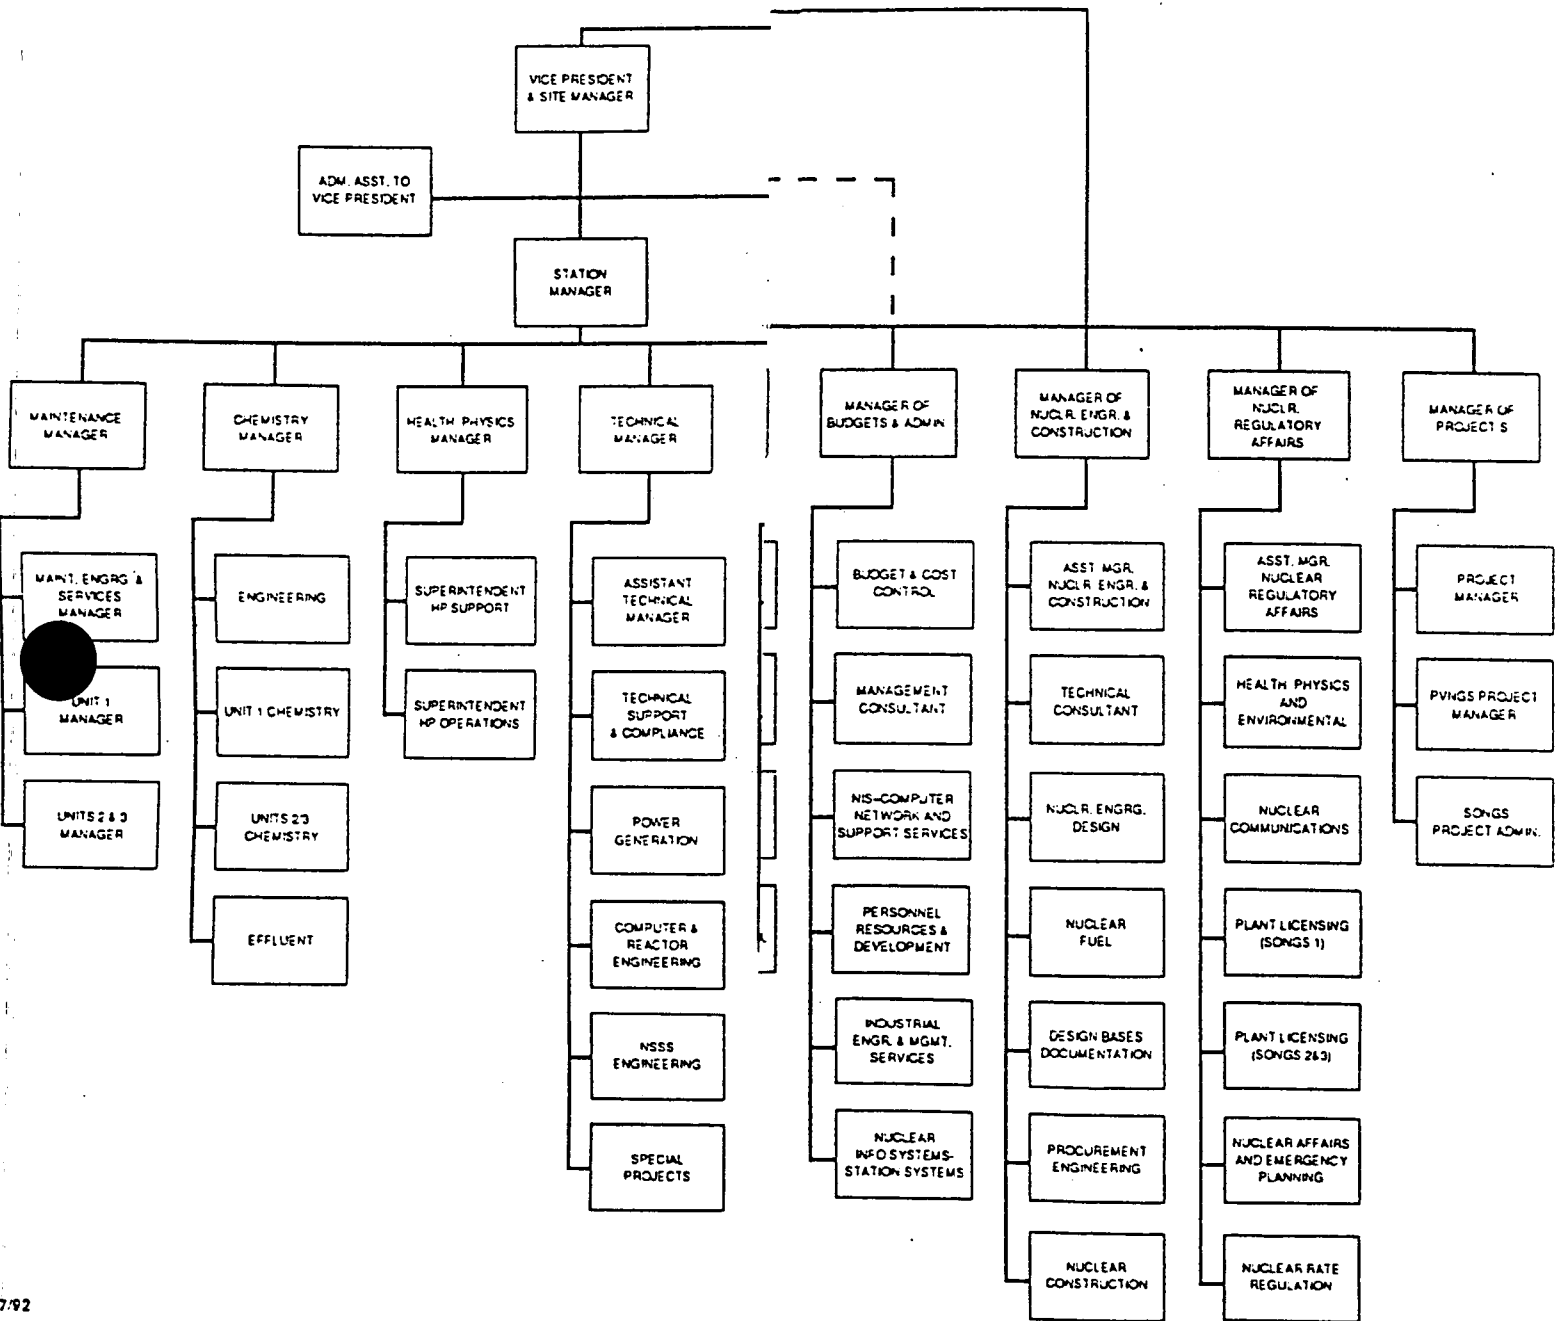 VICE PRESIDENT
& SITE MANAGER
ADM. ASST. TO
VICE PRESIDENT
STATION
MANAGER
MAINTENANCE
MANAGER
CHEMISTRY
MANAGER
HEALTH PHYSICS
MANAGER
TECHNICAL
MANAGER
MANAGER OF
BUDGETS & ADMIN.
MANAGER OF
NUCLR. ENGR. &
CONSTRUCTION
MANAGER OF
NUCLR.
REGULATORY
AFFAIRS
MANAGER OF
PROJECTS
MAINT. ENGRG. &
SERVICES
MANAGER
UNIT 1
MANAGER
UNITS 2 & 3
MANAGER
ENGINEERING
UNIT 1 CHEMISTRY
UNITS 2/3
CHEMISTRY
EFFLUENT
SUPERINTENDENT
HP SUPPORT
SUPERINTENDENT
HP OPERATIONS
ASSISTANT
TECHNICAL
MANAGER
TECHNICAL
SUPPORT
& COMPLIANCE
POWER
GENERATION
COMPUTER &
REACTOR
ENGINEERING
NSSS
ENGINEERING
SPECIAL
PROJECTS
BUDGET & COST
CONTROL
MANAGEMENT
CONSULTANT
NIS-COMPUTER
NETWORK AND
SUPPORT SERVICES
PERSONNEL
RESOURCES &
DEVELOPMENT
INDUSTRIAL
ENGR. & MGMT.
SERVICES
NUCLEAR
INFO SYSTEMS-
STATION SYSTEMS
ASST. MGR.
NUCLR. ENGR. &
CONSTRUCTION
TECHNICAL
CONSULTANT
NUCLR. ENGRG.
DESIGN
NUCLEAR
FUEL
DESIGN BASES
DOCUMENTATION
PROCUREMENT
ENGINEERING
NUCLEAR
CONSTRUCTION
ASST. MGR.
NUCLEAR
REGULATORY
AFFAIRS
HEALTH PHYSICS
AND
ENVIRONMENTAL
NUCLEAR
COMMUNICATIONS
PLANT LICENSING
(SONGS 1)
PLANT LICENSING
(SONGS 2&3)
NUCLEAR AFFAIRS
AND EMERGENCY
PLANNING
NUCLEAR RATE
REGULATION
PROJECT
MANAGER
PVNGS PROJECT
MANAGER
SONGS
PROJECT ADMIN.
7/92